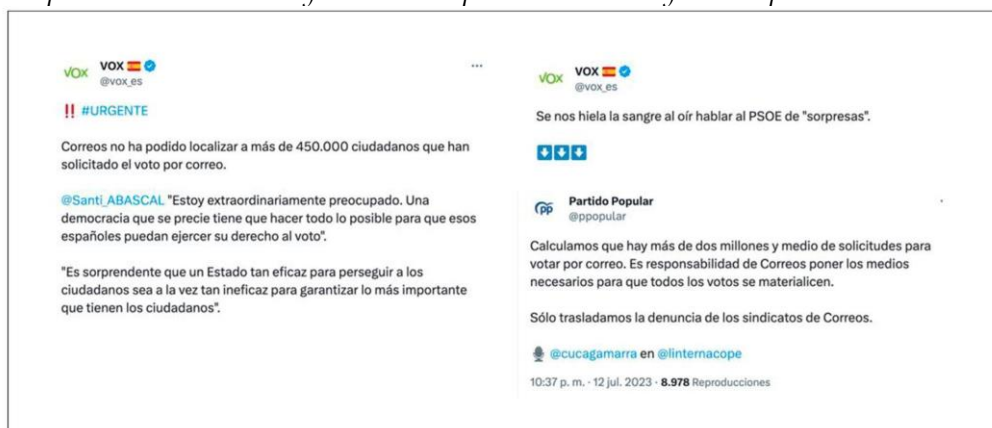 VOX
VOX
@vox_es
...
‼ #URGENTE
Correos no ha podido localizar a más de 450.000 ciudadanos que han
solicitado el voto por correo.
@Santi_ABASCAL "Estoy extraordinariamente preocupado. Una
democracia que se precie tiene que hacer todo lo posible para que esos
españoles puedan ejercer su derecho al voto".
"Es sorprendente que un Estado tan eficaz para perseguir a los
ciudadanos sea a la vez tan ineficaz para garantizar lo más importante
que tienen los ciudadanos".
VOX
VOX
@vox_es
Se nos hiela la sangre al oír hablar al PSOE de "sorpresas".
PP
Partido Popular
@ppopular
Calculamos que hay más de dos millones y medio de solicitudes para
votar por correo. Es responsabilidad de Correos poner los medios
necesarios para que todos los votos se materialicen.
Sólo trasladamos la denuncia de los sindicatos de Correos.
@cucagamarra en @linternacope
10:37 p. m. · 12 jul. 2023 · 8.978 Reproducciones